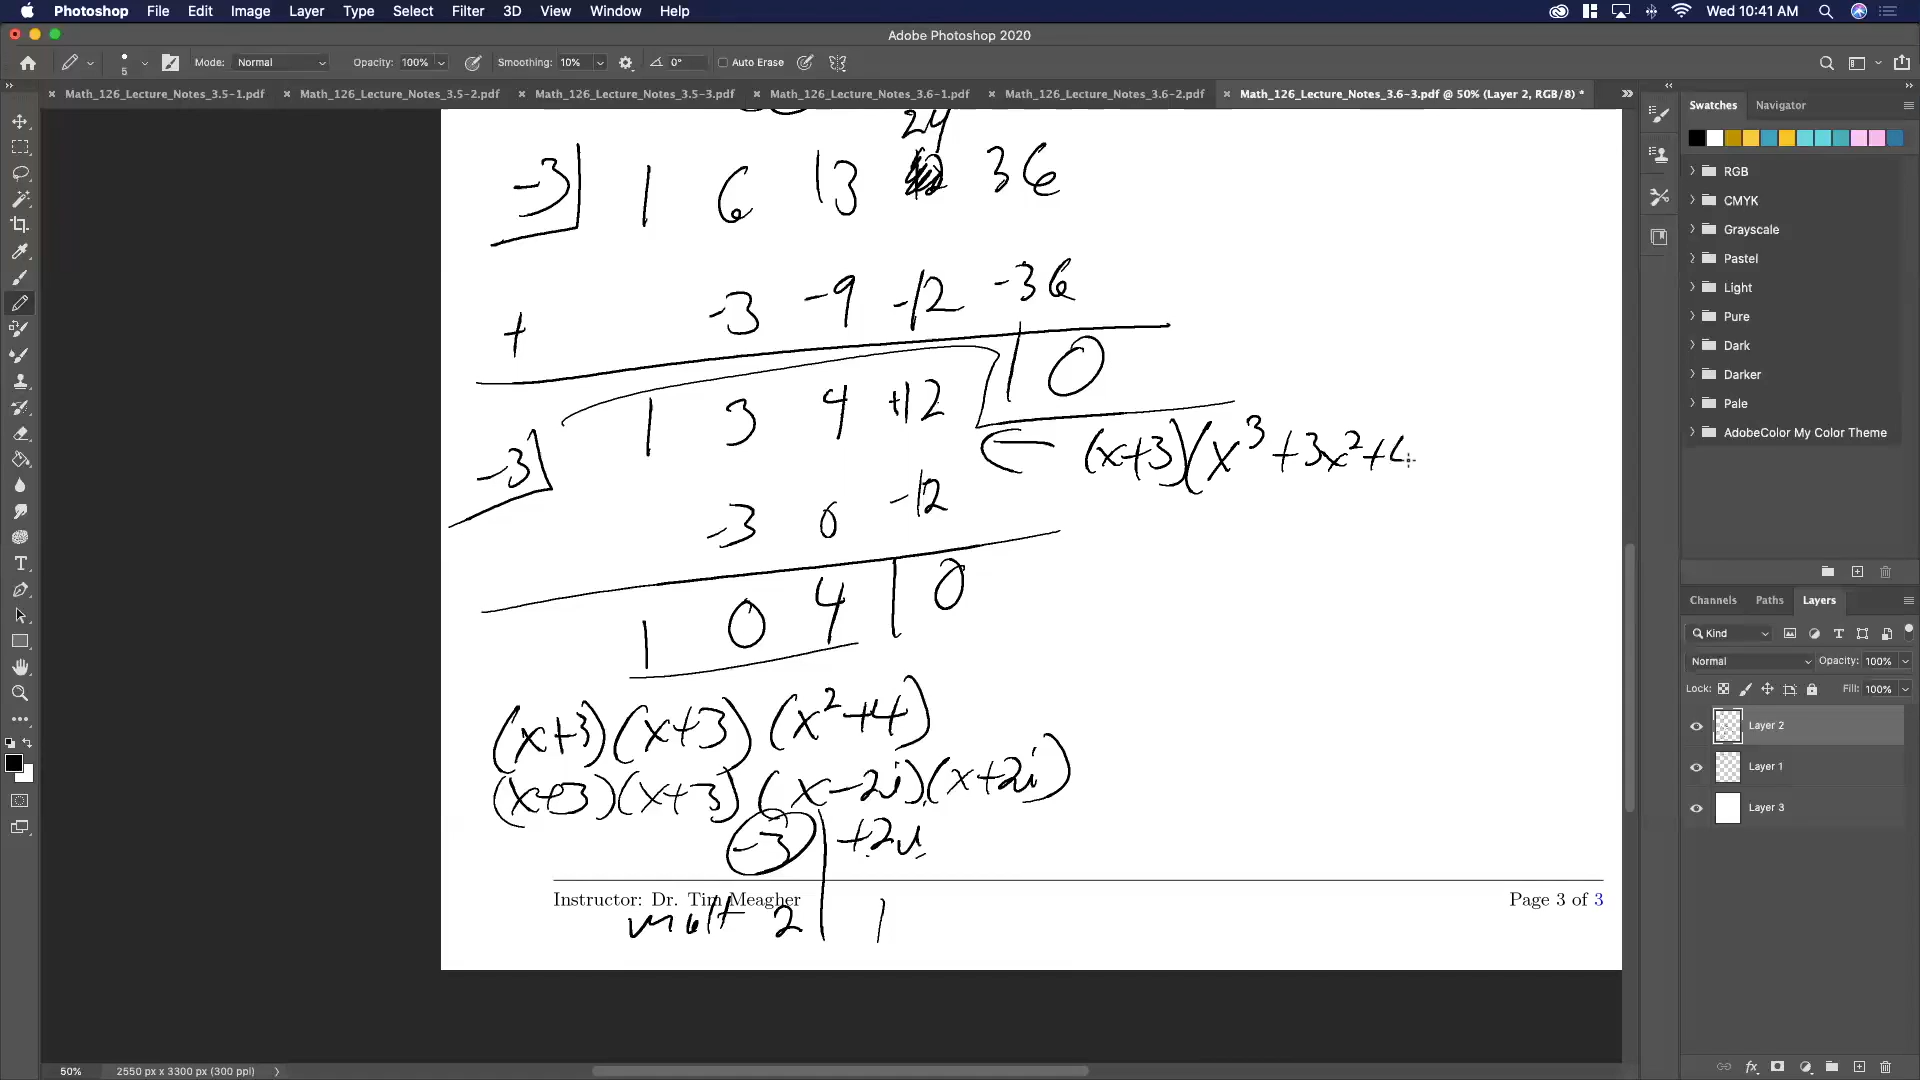 Photoshop File Edit Image Layer Type Select Filter 3D View Window Help Wed 10:41 AM
Adobe Photoshop 2020
5 Mode: Normal Opacity: 100% Smoothing: 10% 0° Auto Erase
Math_126_Lecture_Notes_3.5-1.pdf Math_126_Lecture_Notes_3.5-2.pdf Math_126_Lecture_Notes_3.5-3.pdf Math_126_Lecture_Notes_3.6-1.pdf Math_126_Lecture_Notes_3.6-2.pdf Math_126_Lecture_Notes_3.6-3.pdf @ 50% (Layer 2, RGB/8) *
24
-3 1 6 13 36
-3 -9 -12 -36
+
1 3 4 +12 0
-3
(x+3)(x³+3x²+4
-3 0 -12
1 0 4 0
(x+3)(x+3)(x²+4)
(x+3)(x+3)(x-2i)(x+2i)
-3 +2i
Instructor: Dr. Tim Meagher Page 3 of 3
mult 2 1
50% 2550 px x 3300 px (300 ppi)
Swatches Navigator
RGB
CMYK
Grayscale
Pastel
Light
Pure
Dark
Darker
Pale
AdobeColor My Color Theme
Channels Paths Layers
Kind
Normal Opacity: 100%
Lock: Fill: 100%
Layer 2
Layer 1
Layer 3